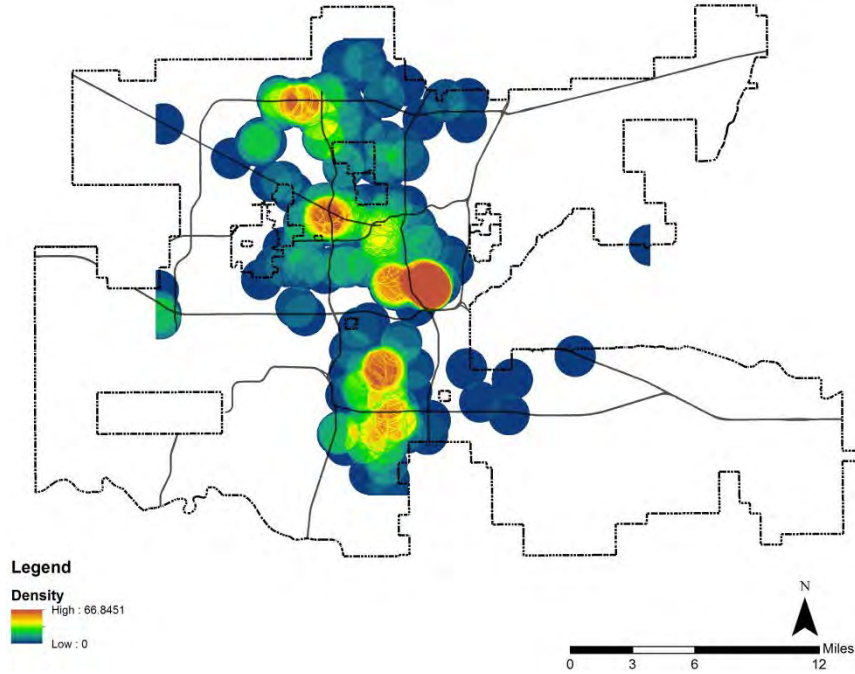 Legend
Density
High : 66.8451
Low : 0
N
Miles
0 3 6 12